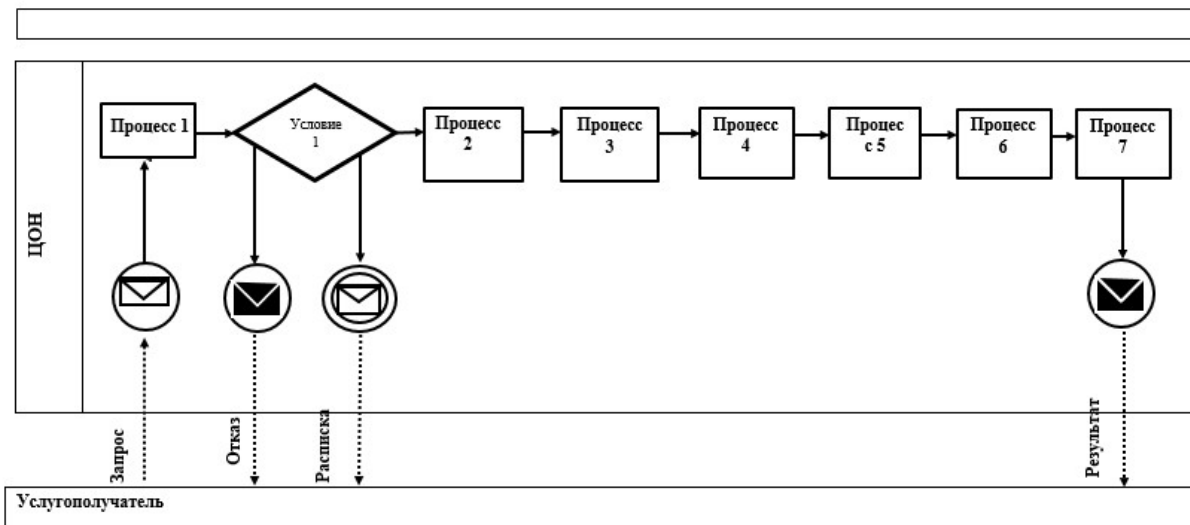 ЦОН
Процесс 1
Условие
1
Процесс
2
Процесс
3
Процесс
4
Процес
с 5
Процесс
6
Процесс
7
Запрос
Отказ
Расписка
Результат
Услугополучатель